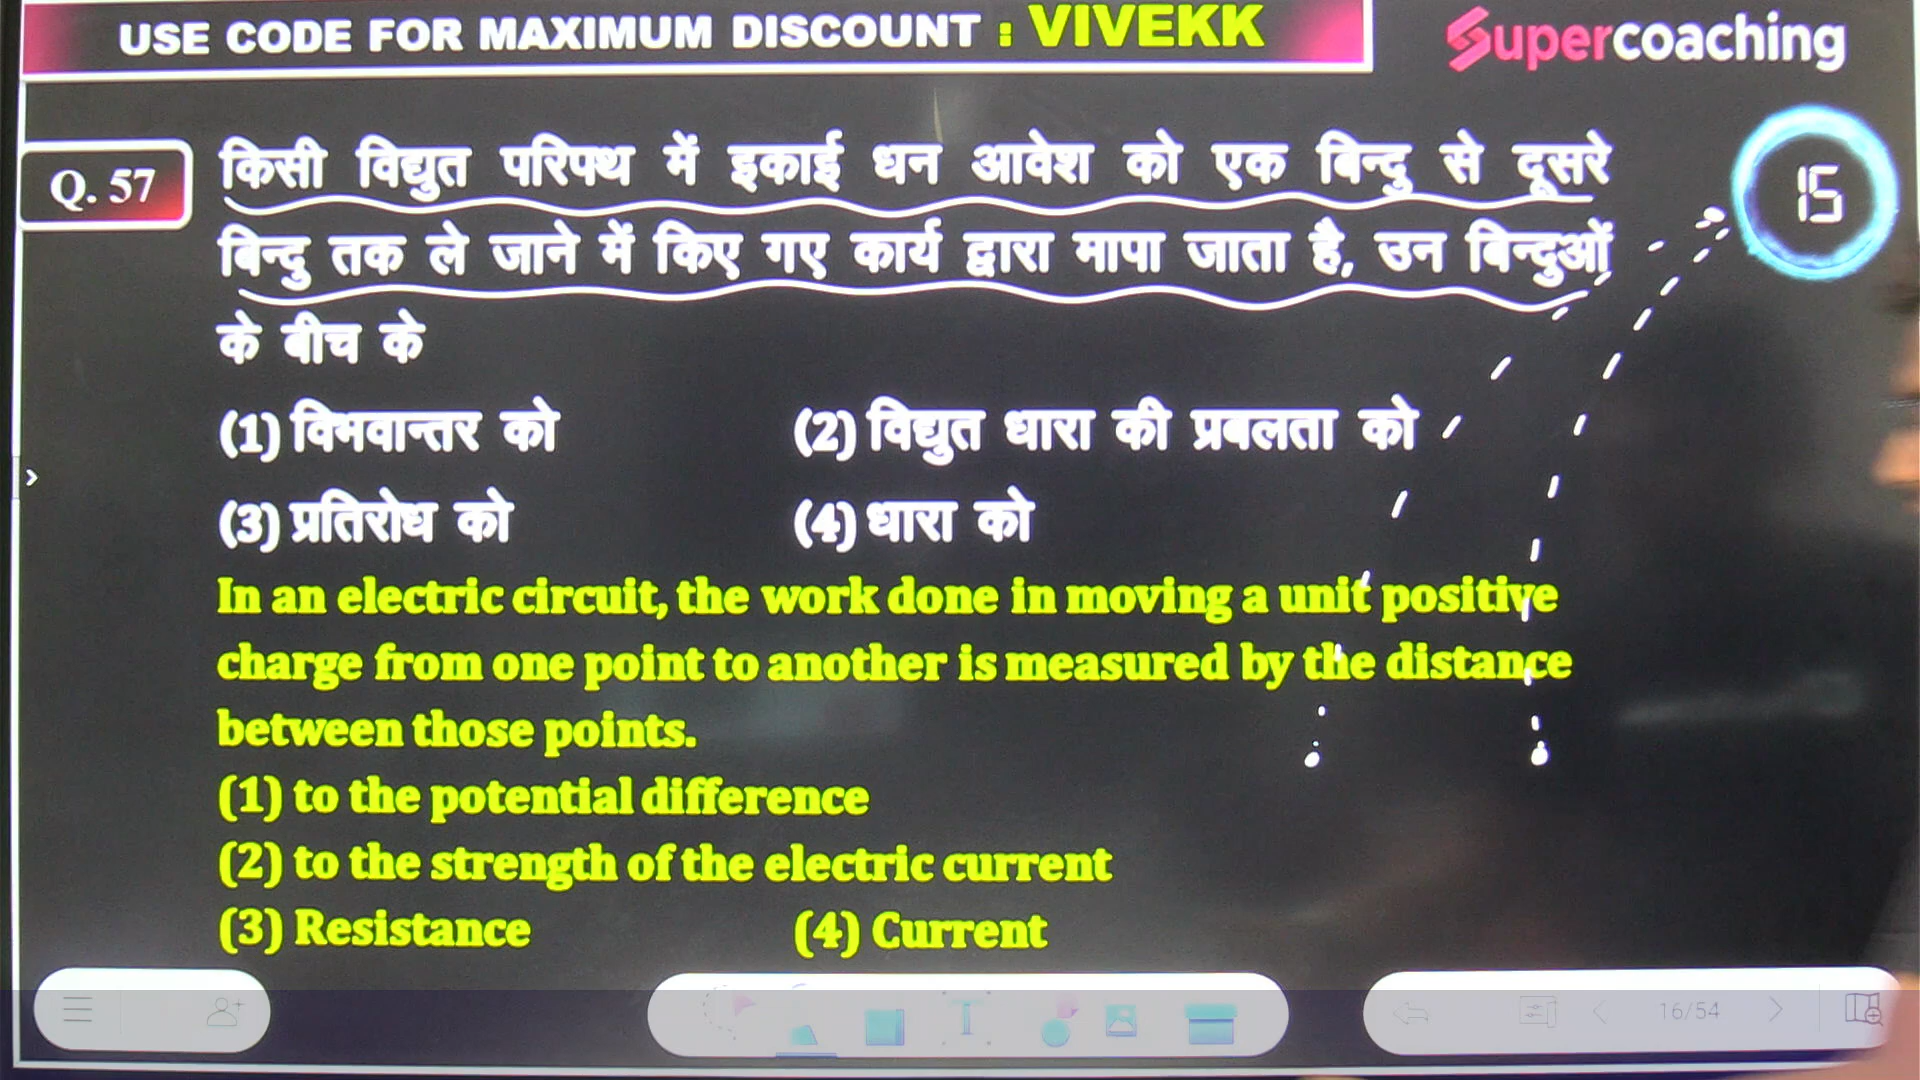 USE CODE FOR MAXIMUM DISCOUNT : VIVEKK
Supercoaching
Q. 57
किसी विद्युत परिपथ में इकाई धन आवेश को एक बिन्दु से दूसरे
बिन्दु तक ले जाने में किए गए कार्य द्वारा मापा जाता है, उन बिन्दुओं
के बीच के
15
(1) विभवान्तर को (2) विद्युत धारा की प्रबलता को
(3) प्रतिरोध को (4) धारा को
In an electric circuit, the work done in moving a unit positive
charge from one point to another is measured by the distance
between those points.
(1) to the potential difference
(2) to the strength of the electric current
(3) Resistance (4) Current
16/54